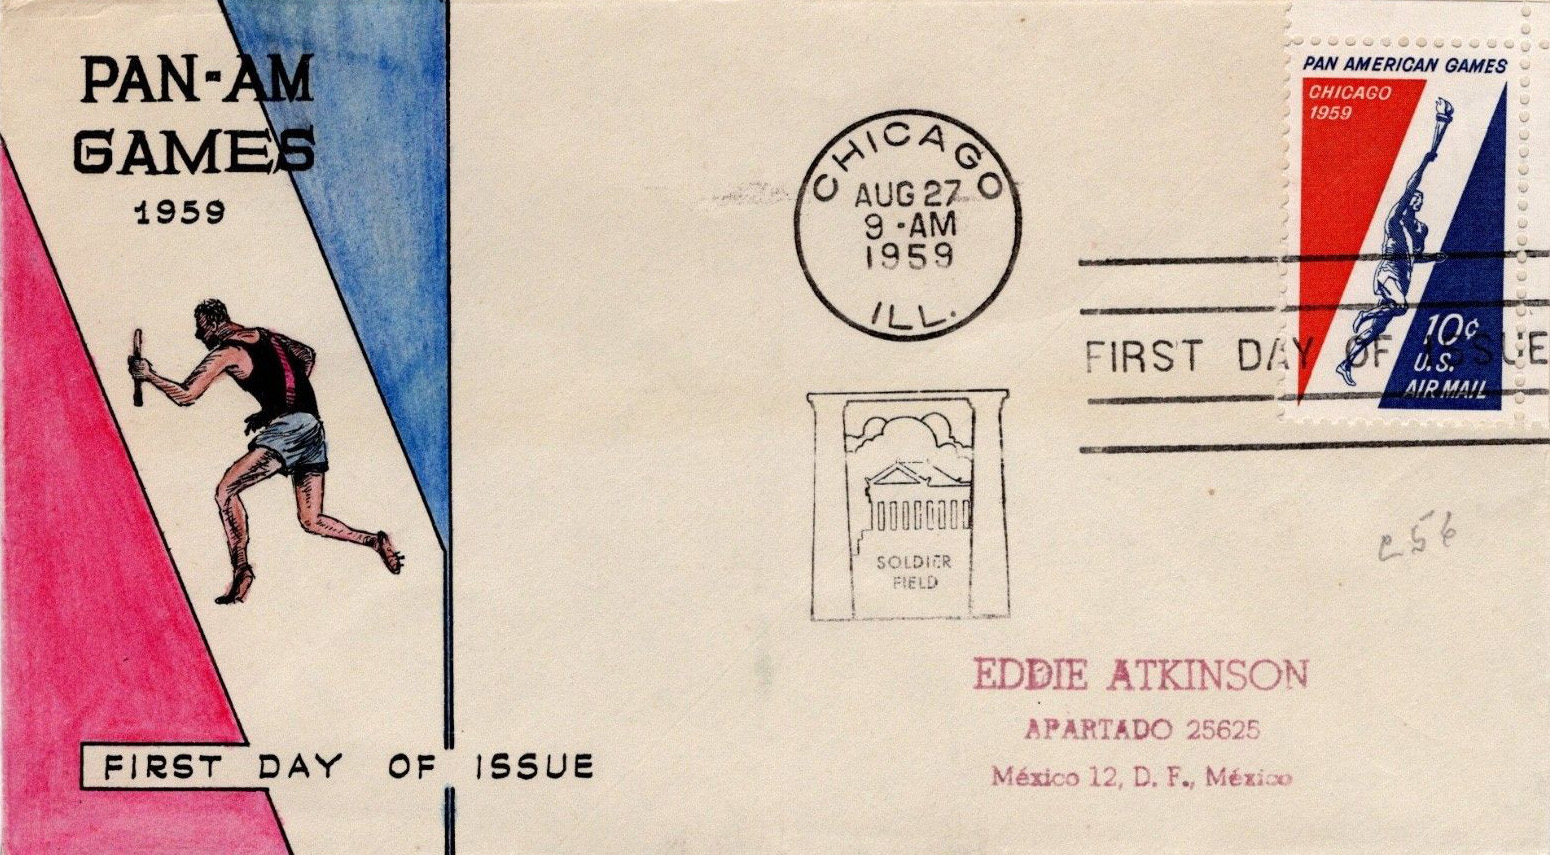 PAN-AM
GAMES
1959
FIRST DAY OF ISSUE
CHICAGO
AUG 27
9 -AM
1959
ILL.
PAN AMERICAN GAMES
CHICAGO
1959
10¢
U.S.
AIR MAIL
FIRST DAY OF ISSUE
SOLDIER
FIELD
EDDIE ATKINSON
APARTADO 25625
México 12, D. F., México